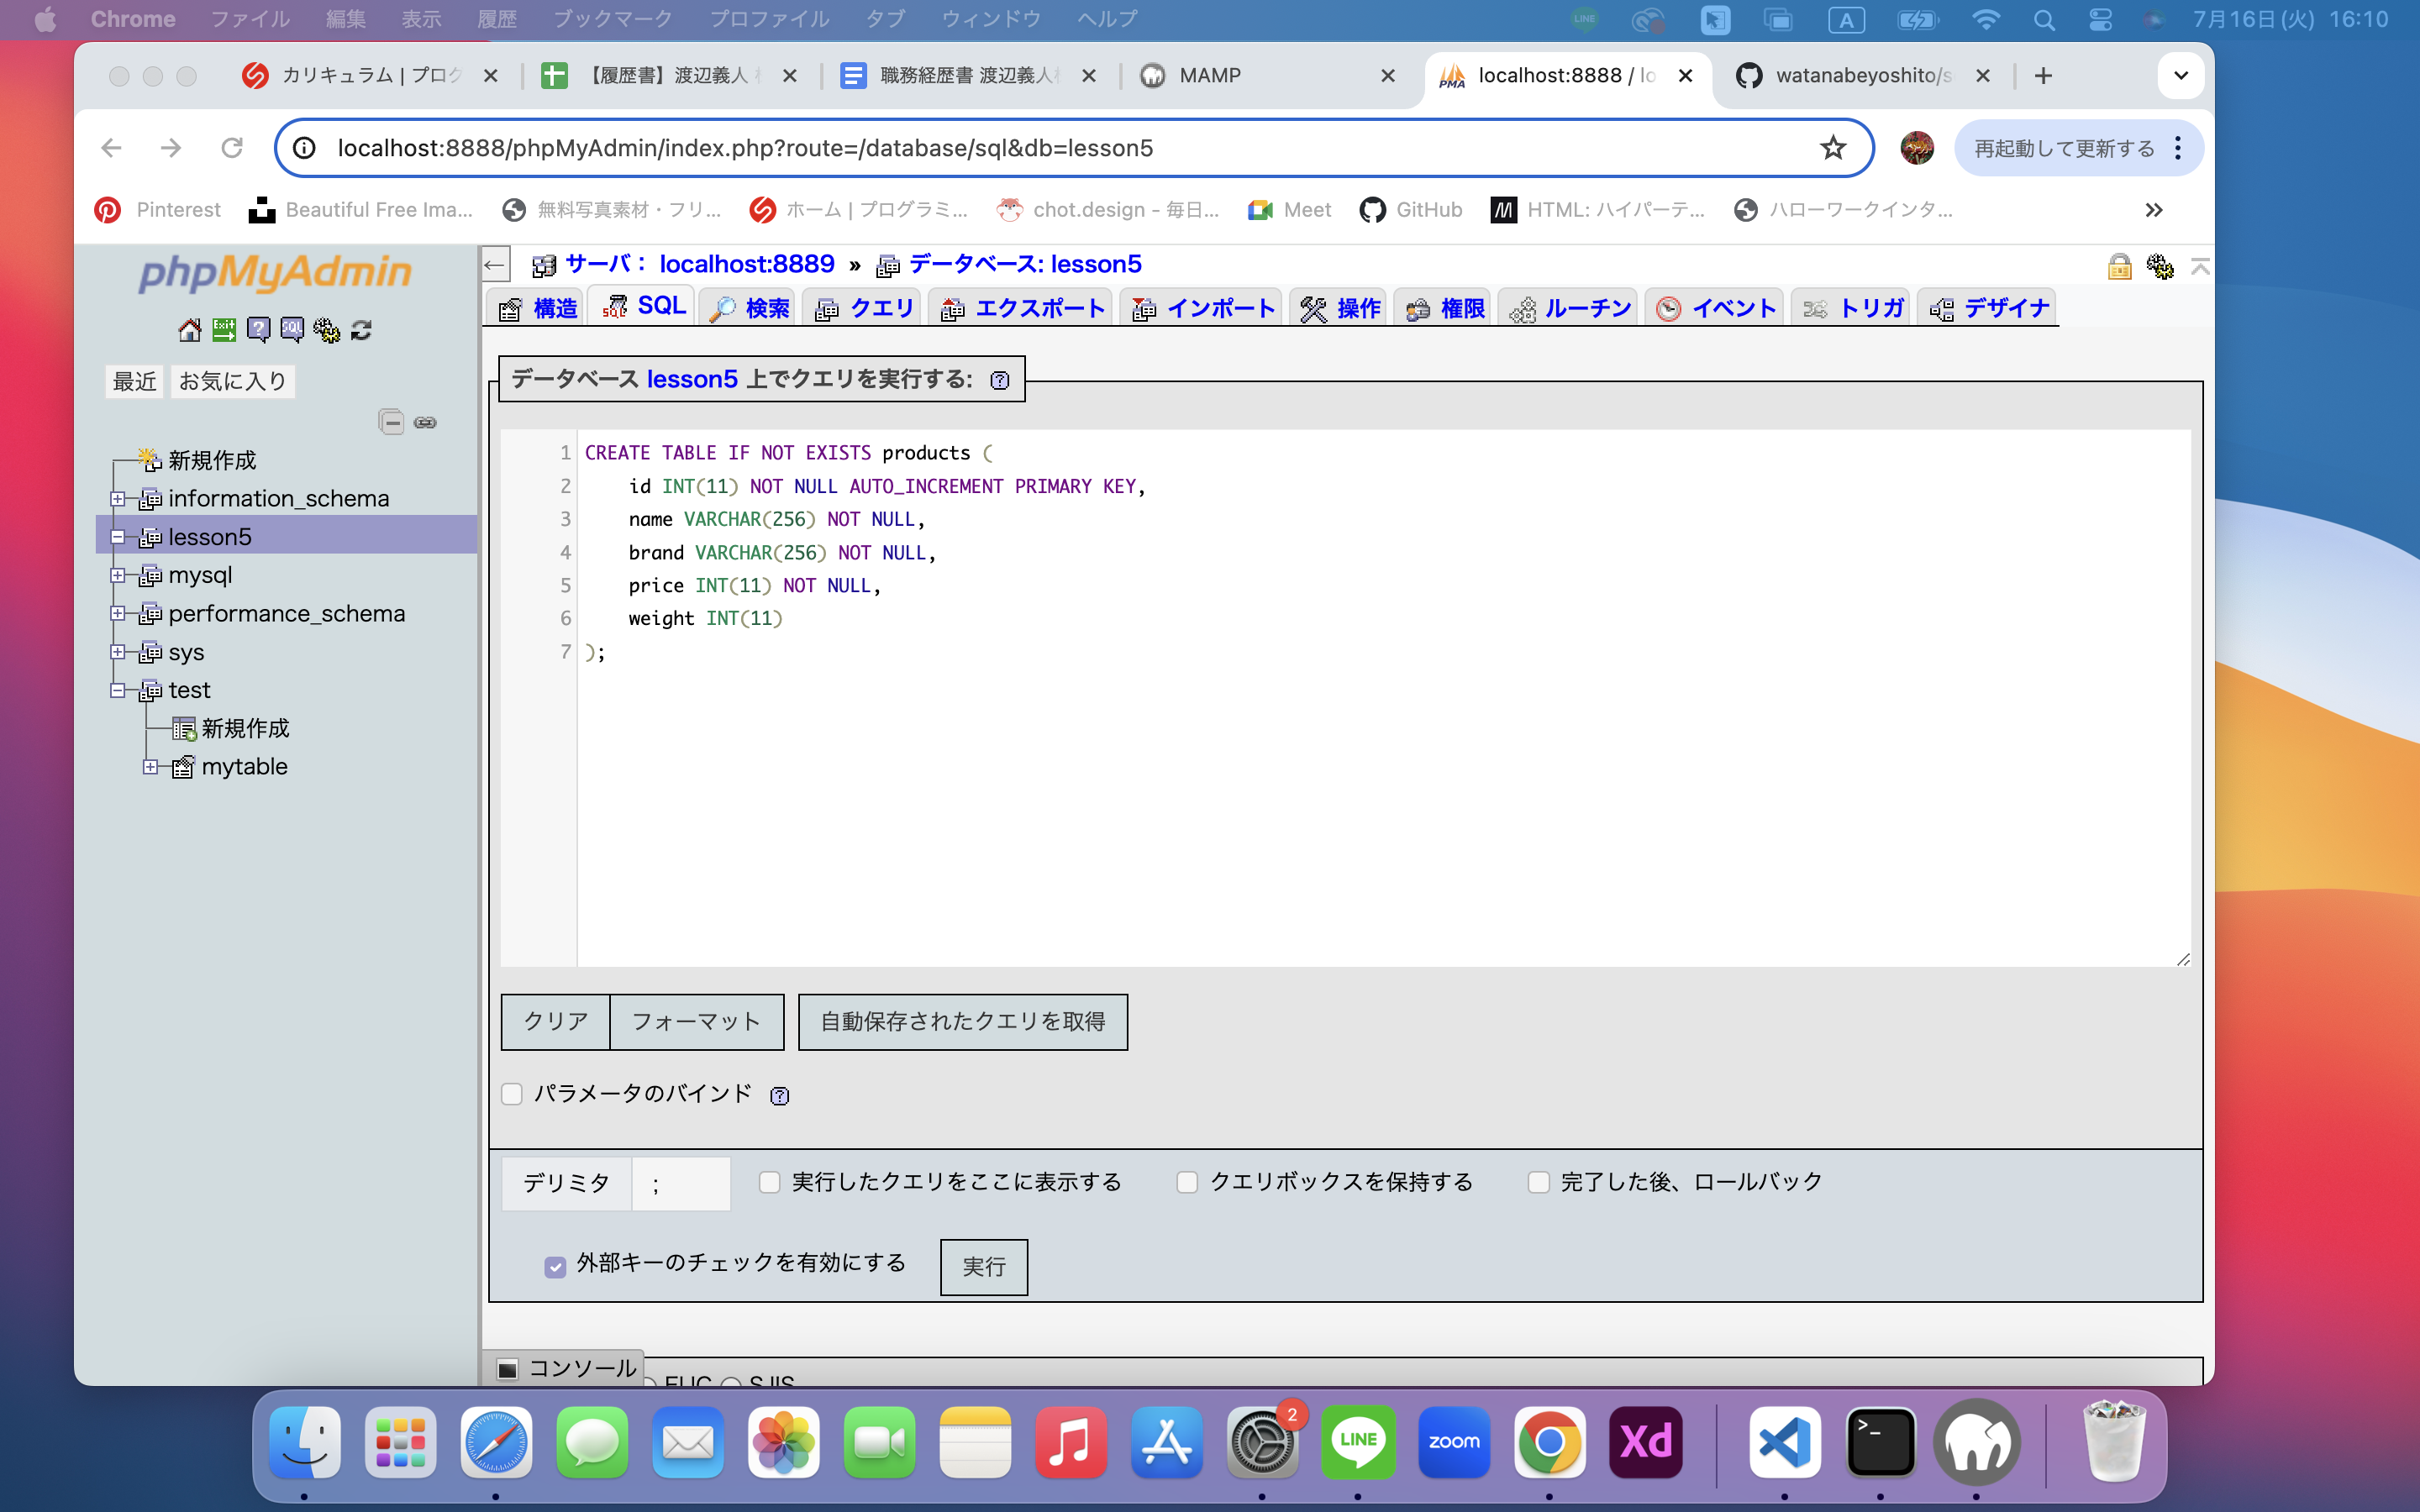 Chrome ファイル 編集 表示 履歴 ブックマーク プロファイル タブ ウィンドウ ヘルプ LINE A 7月16日(火) 16:10
カリキュラム | プログ 【履歴書】渡辺義人 職務経歴書 渡辺義人 MAMP PMA localhost:8888 / lo watanabeyoshito/s
localhost:8888/phpMyAdmin/index.php?route=/database/sql&db=lesson5 再起動して更新する
Pinterest Beautiful Free Ima... 無料写真素材・フリ... ホーム | プログラミ... chot.design - 毎日... Meet GitHub HTML: ハイパーテ... ハローワークインタ...
phpMyAdmin
最近 お気に入り
新規作成
information_schema
lesson5
mysql
performance_schema
sys
test
新規作成
mytable
サーバ: localhost:8889 » データベース: lesson5
構造 SQL 検索 クエリ エクスポート インポート 操作 権限 ルーチン イベント トリガ デザイナ
データベース lesson5 上でクエリを実行する:
1 CREATE TABLE IF NOT EXISTS products (
2 id INT(11) NOT NULL AUTO_INCREMENT PRIMARY KEY,
3 name VARCHAR(256) NOT NULL,
4 brand VARCHAR(256) NOT NULL,
5 price INT(11) NOT NULL,
6 weight INT(11)
7 );
クリア フォーマット 自動保存されたクエリを取得
パラメータのバインド
デリミタ ; 実行したクエリをここに表示する クエリボックスを保持する 完了した後、ロールバック
外部キーのチェックを有効にする 実行
コンソール EUC SJIS
2 LINE zoom Xd